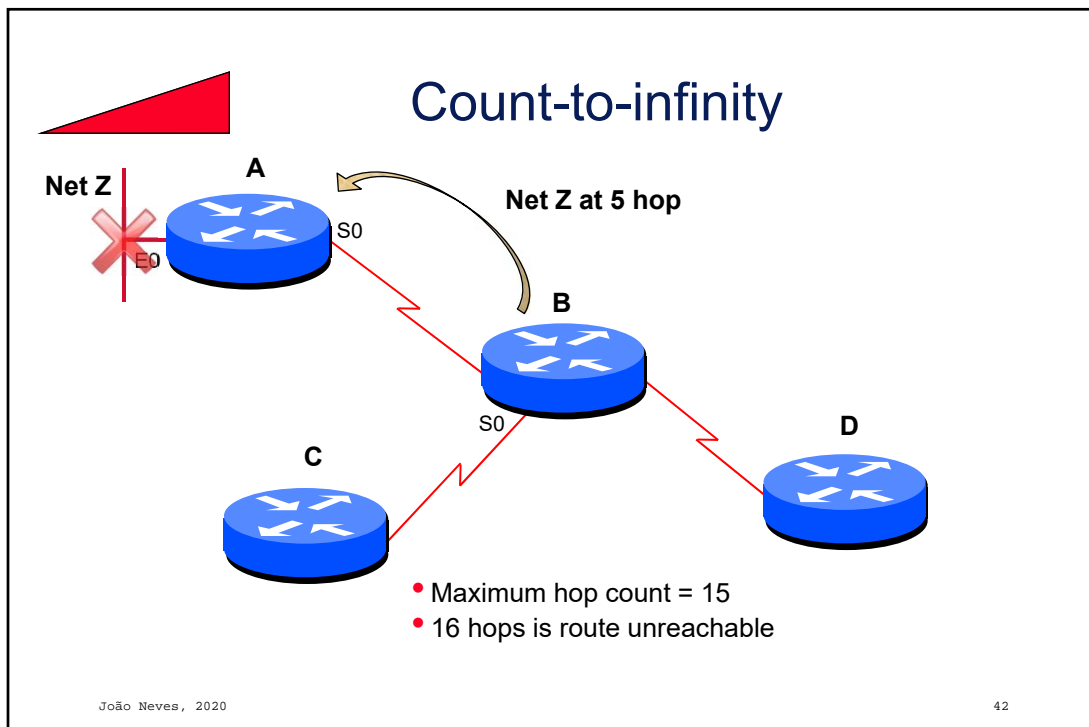 Count-to-infinity
Net Z
A
Net Z at 5 hop
S0
E0
B
S0
D
C
• Maximum hop count = 15
• 16 hops is route unreachable
João Neves, 2020
42